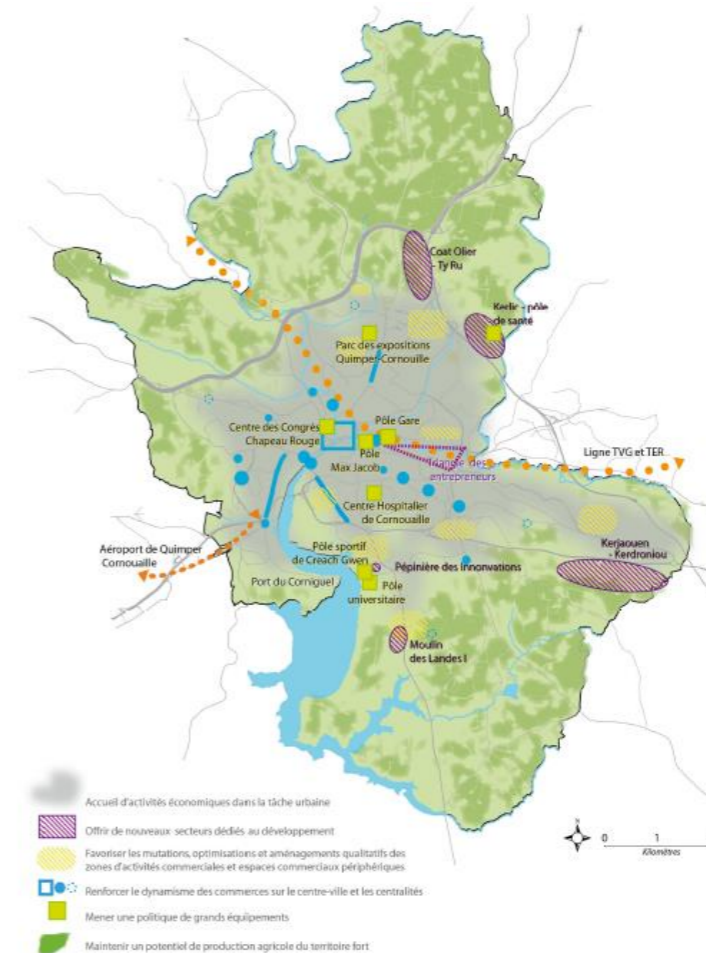 Coat Olier
- Ty Ru
Kerlic - pôle
de santé
Parc des expositions
Quimper-Cornouille
Centre des Congrès
Chapeau Rouge
Pôle Gare
Pôle
Max Jacob
Triangle des
entrepreneurs
Ligne TVG et TER
Centre Hospitalier
de Cornouaille
Aéroport de Quimper
Cornouaille
Pôle sportif
de Creach Gwen
Pépinière des Innonvations
Kerjaouen
- Kerdroniou
Port du Corniguel
Pôle
universitaire
Moulin
des Landes I
N
0 1
Kilomètres
Accueil d'activités économiques dans la tâche urbaine
Offrir de nouveaux secteurs dédiés au développement
Favoriser les mutations, optimisations et aménagements qualitatifs des
zones d'activités commerciales et espaces commerciaux périphériques
Renforcer le dynamisme des commerces sur le centre-ville et les centralités
Mener une politique de grands équipements
Maintenir un potentiel de production agricole du territoire fort